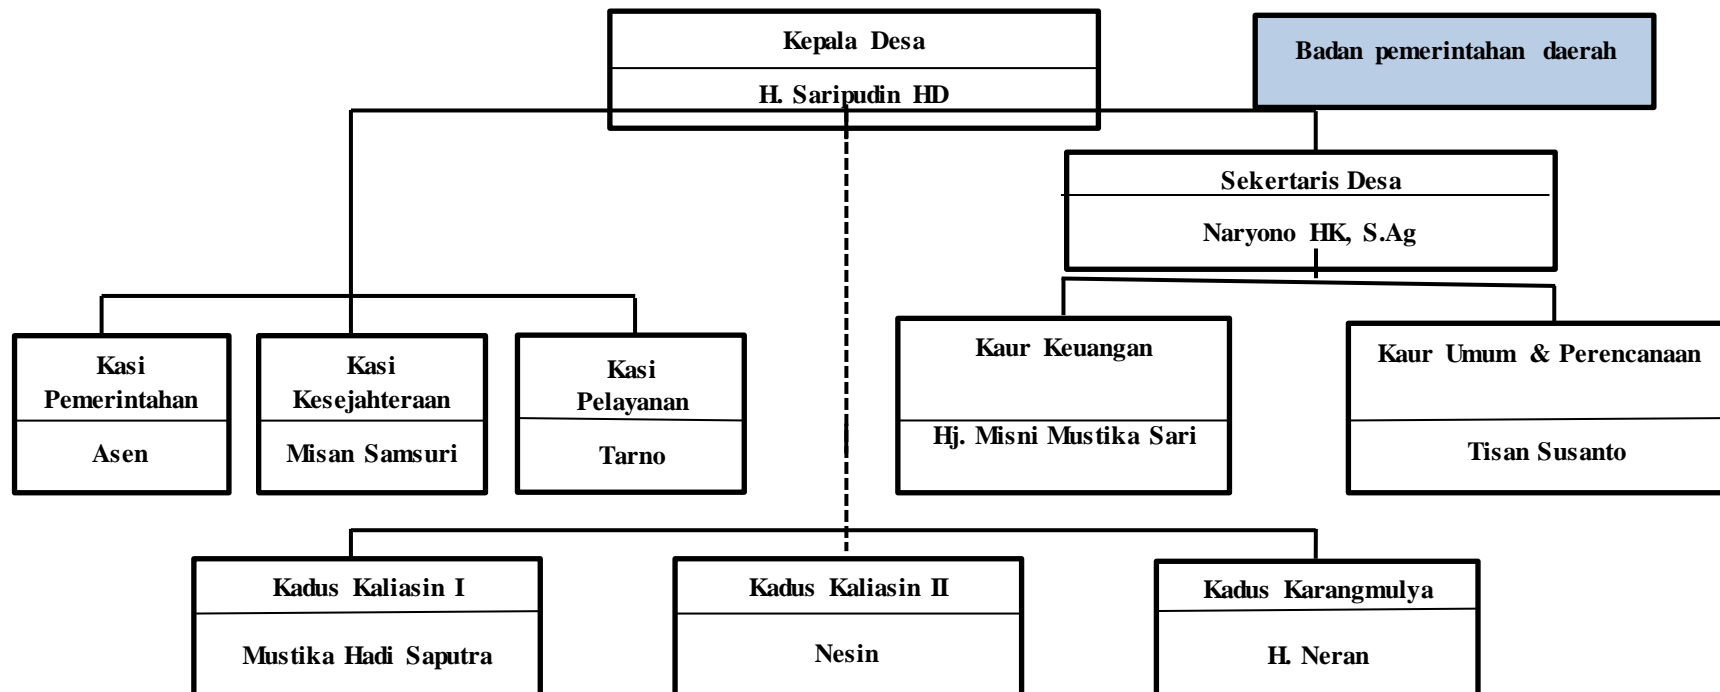 Kepala Desa
H. Saripudin HD
Badan pemerintahan daerah
Sekertaris Desa
Naryono HK, S.Ag
Kasi
Pemerintahan
Asen
Kasi
Kesejahteraan
Misan Samsuri
Kasi
Pelayanan
Tarno
Kaur Keuangan
Hj. Misni Mustika Sari
Kaur Umum & Perencanaan
Tisan Susanto
Kadus Kaliasin I
Mustika Hadi Saputra
Kadus Kaliasin II
Nesin
Kadus Karangmulya
H. Neran